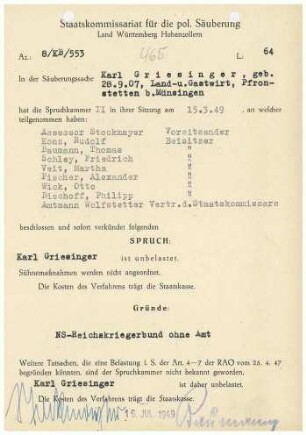 Staatskommissariat für die pol. Säuberung
Land Württemberg Hohenzollern
Az.: 8/KB/553
465
L: 64
In der Säuberungssache Karl Griesinger, geb.
28.9.07, Land-u.Gastwirt, Pfron-
stetten b.Münsingen
hat die Spruchkammer II in ihrer Sitzung am 15.3.49, an welcher
teilgenommen haben:
Assessor Stockmayer Vorsitzender
Kons, Rudolf Beisitzer
Baumann, Thomas "
Schley, Friedrich "
Veit, Martha "
Fischer, Alexander "
Wick, Otto "
Bischoff, Philipp "
Amtmann Wolfstetter Vertr.d.Staatskommissars
beschlossen und sofort verkündet folgenden
SPRUCH:
Karl Griesinger ist unbelastet.
Sühnemaßnahmen werden nicht angeordnet.
Die Kosten des Verfahrens trägt die Staatskasse.
Gründe:
NS-Reichskriegerbund ohne Amt
Weitere Tatsachen, die eine Belastung i. S. der Art. 4-7 der RAO vom 26. 4. 47
begründen könnten, sind der Spruchkammer nicht bekannt geworden.
Karl Griesinger ist daher unbelastet.
Die Kosten des Verfahrens trägt die Staatskasse.
1949